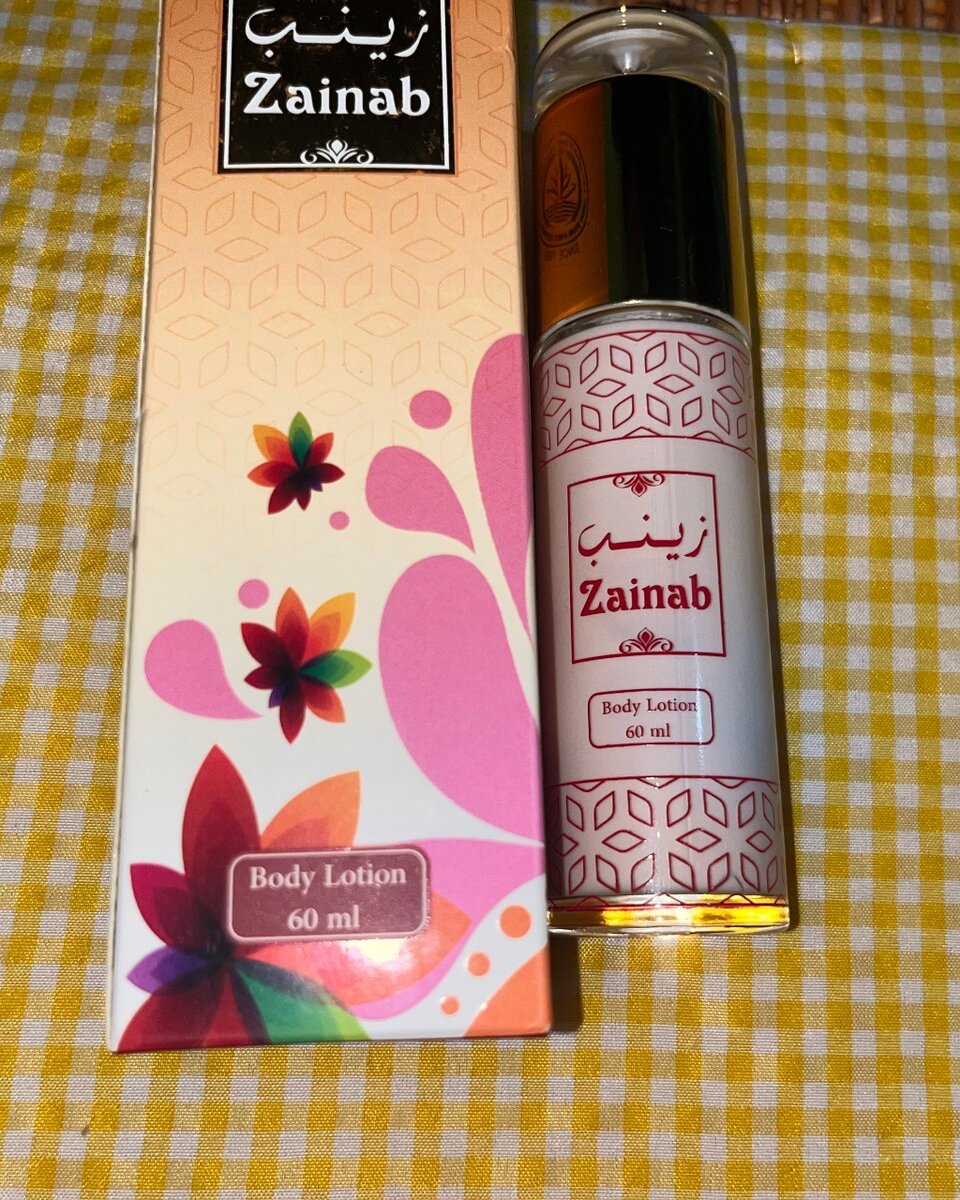 زينب
Zainab
Body Lotion
60 ml
زينب
Zainab
Body Lotion
60 ml